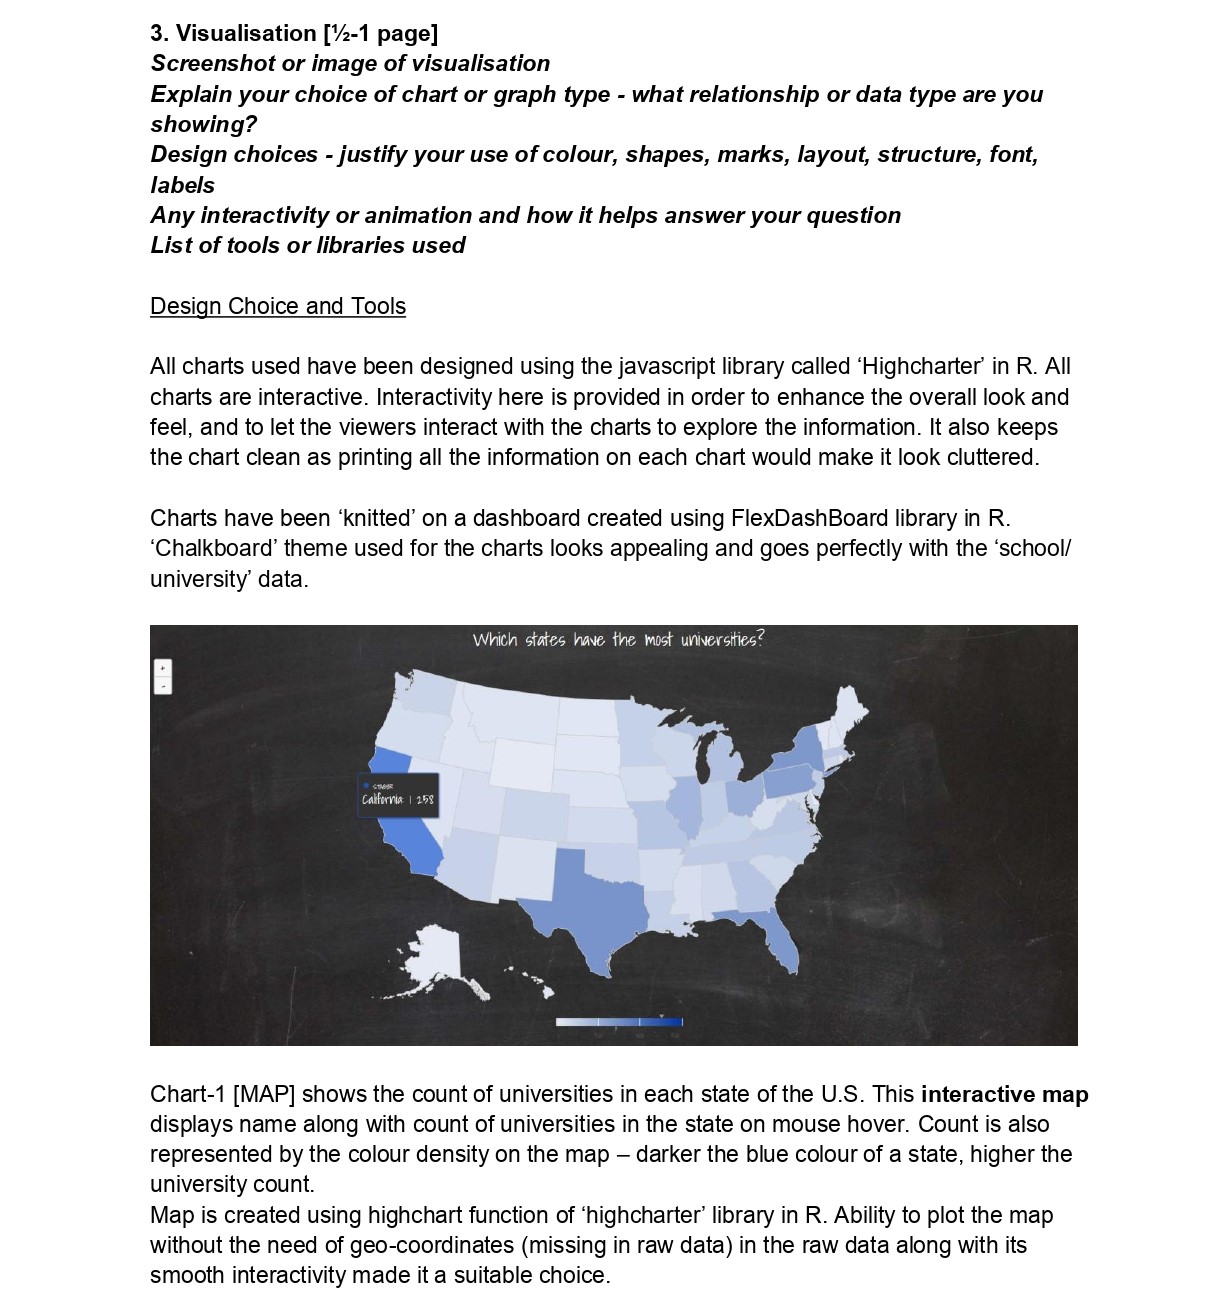 3. Visualisation [½-1 page]
Screenshot or image of visualisation
Explain your choice of chart or graph type - what relationship or data type are you
showing?
Design choices - justify your use of colour, shapes, marks, layout, structure, font,
labels
Any interactivity or animation and how it helps answer your question
List of tools or libraries used
Design Choice and Tools
All charts used have been designed using the javascript library called ‘Highcharter’ in R. All
charts are interactive. Interactivity here is provided in order to enhance the overall look and
feel, and to let the viewers interact with the charts to explore the information. It also keeps
the chart clean as printing all the information on each chart would make it look cluttered.
Charts have been ‘knitted’ on a dashboard created using FlexDashBoard library in R.
‘Chalkboard’ theme used for the charts looks appealing and goes perfectly with the ‘school/
university’ data.
Which states have the most universities?
+
-
California: | 258
Chart-1 [MAP] shows the count of universities in each state of the U.S. This interactive map
displays name along with count of universities in the state on mouse hover. Count is also
represented by the colour density on the map – darker the blue colour of a state, higher the
university count.
Map is created using highchart function of ‘highcharter’ library in R. Ability to plot the map
without the need of geo-coordinates (missing in raw data) in the raw data along with its
smooth interactivity made it a suitable choice.